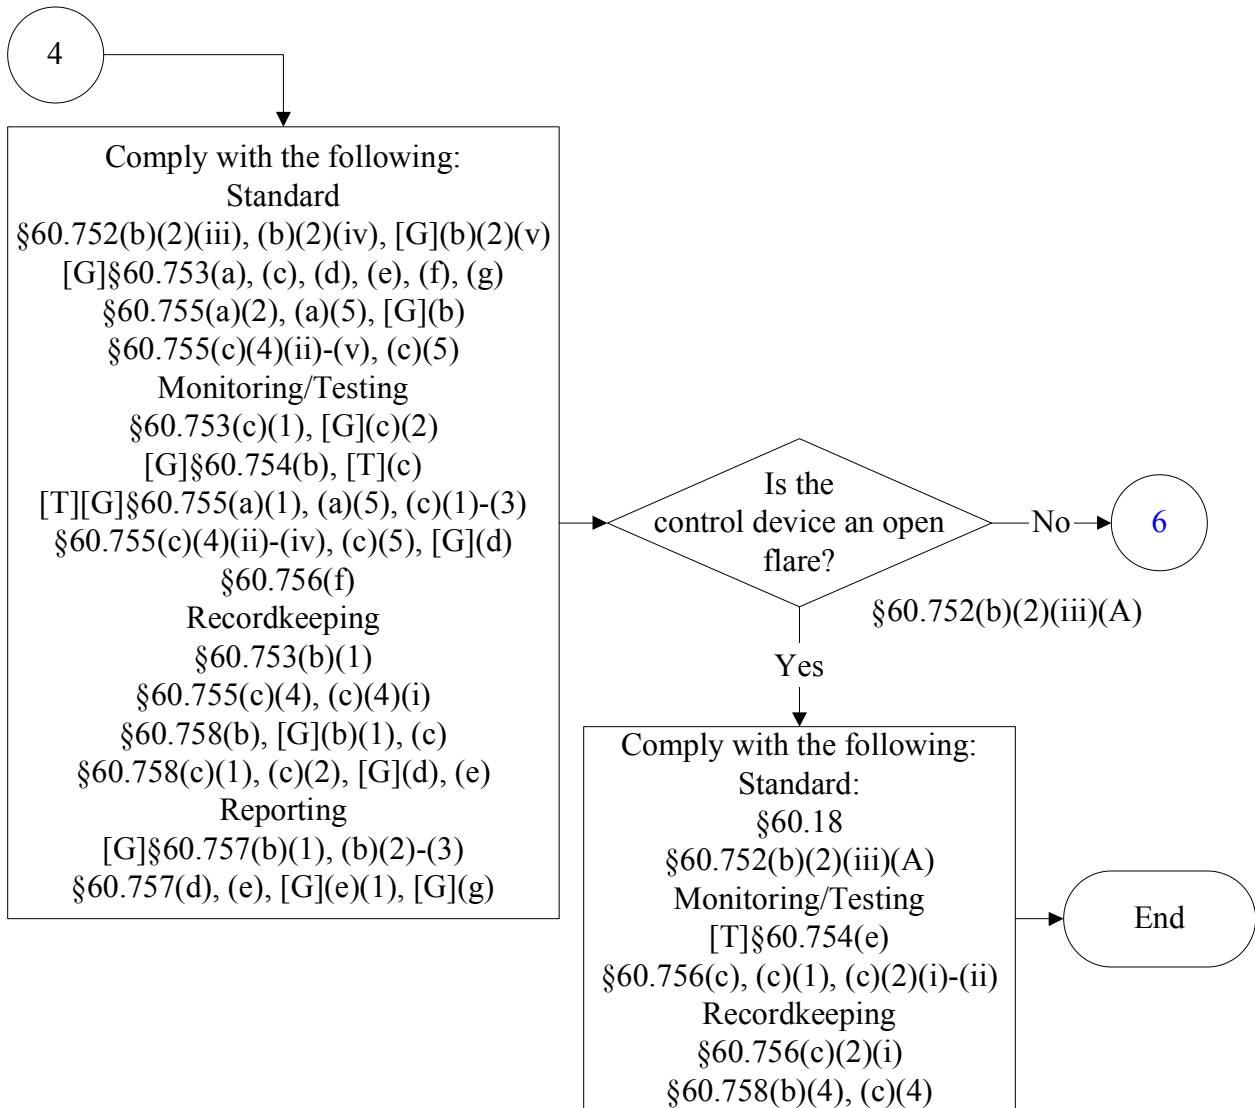 4
Comply with the following:
Standard
§60.752(b)(2)(iii), (b)(2)(iv), [G](b)(2)(v)
[G]§60.753(a), (c), (d), (e), (f), (g)
§60.755(a)(2), (a)(5), [G](b)
§60.755(c)(4)(ii)-(v), (c)(5)
Monitoring/Testing
§60.753(c)(1), [G](c)(2)
[G]§60.754(b), [T](c)
[T][G]§60.755(a)(1), (a)(5), (c)(1)-(3)
§60.755(c)(4)(ii)-(iv), (c)(5), [G](d)
§60.756(f)
Recordkeeping
§60.753(b)(1)
§60.755(c)(4), (c)(4)(i)
§60.758(b), [G](b)(1), (c)
§60.758(c)(1), (c)(2), [G](d), (e)
Reporting
[G]§60.757(b)(1), (b)(2)-(3)
§60.757(d), (e), [G](e)(1), [G](g)
Is the
control device an open
flare?
No
6
§60.752(b)(2)(iii)(A)
Yes
Comply with the following:
Standard:
§60.18
§60.752(b)(2)(iii)(A)
Monitoring/Testing
[T]§60.754(e)
§60.756(c), (c)(1), (c)(2)(i)-(ii)
Recordkeeping
§60.756(c)(2)(i)
§60.758(b)(4), (c)(4)
End